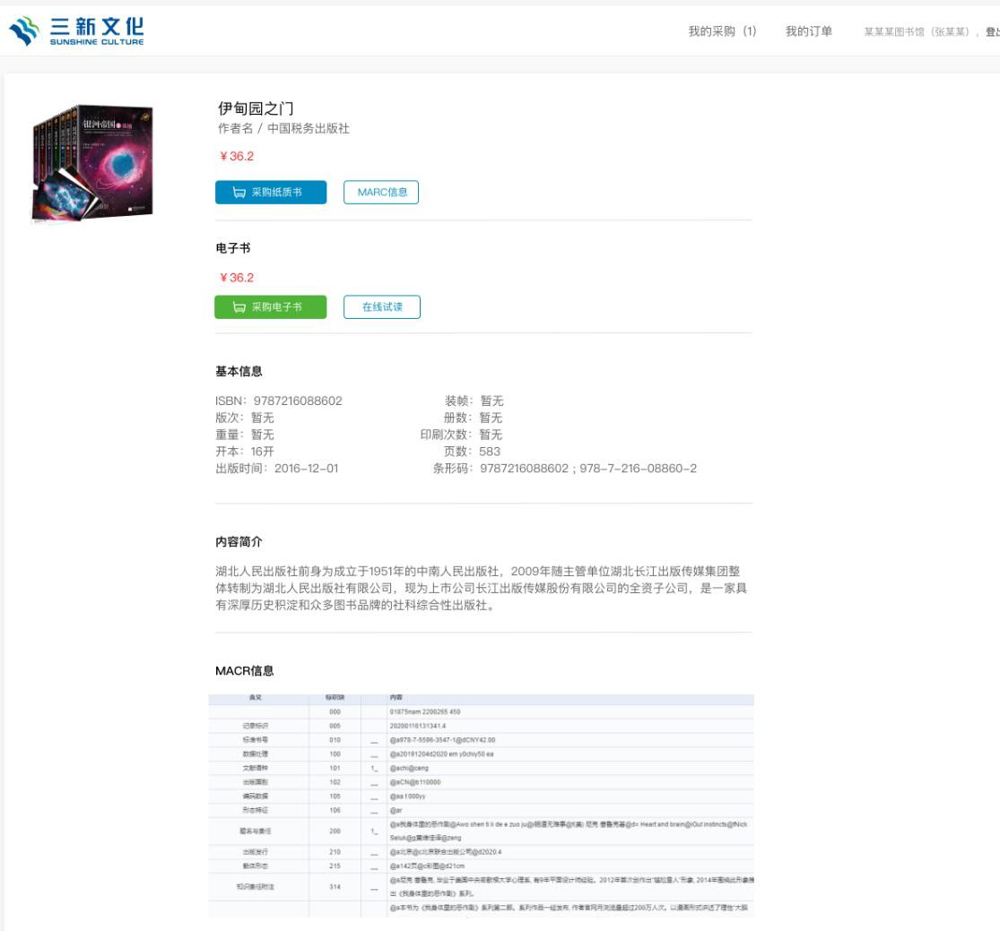 三新文化
SUNSHINE CULTURE
我的采购（1） 我的订单 某某某图书馆（张某某）， 登出
银河帝国
伊甸园之门
作者名 / 中国税务出版社
￥36.2
采购纸质书 MARC信息
电子书
￥36.2
采购电子书 在线试读
基本信息
ISBN：9787216088602 装帧：暂无
版次：暂无 册数：暂无
重量：暂无 印刷次数：暂无
开本：16开 页数：583
出版时间：2016-12-01 条形码：9787216088602 ; 978-7-216-08860-2
内容简介
湖北人民出版社前身为成立于1951年的中南人民出版社，2009年随主管单位湖北长江出版传媒集团整
体转制为湖北人民出版社有限公司，现为上市公司长江出版传媒股份有限公司的全资子公司，是一家具
有深厚历史积淀和众多图书品牌的社科综合性出版社。
MACR信息
含义 标识块 内容
000 01875nam 2200265 450
记录标识 005 20200116131341.4
标准书号 010 __ @a978-7-5596-3547-1@dCNY42.00
数据处理 100 __ @a20191204d2020 em y0chiy50 ea
文献语种 101 1_ @achi@ceng
出版国别 102 __ @aCN@b110000
编码数据 105 __ @aa1000yy
形态特征 106 __ @ar
题名与责任 200 1_ @a我身体里的恶作剧@Awo shen ti li de e zuo ju@i肠道无难事@f(美) 尼克 塞鲁克著@d= Heart and brain@iGut instincts@fNick
Seluk@g黄缘佳译@zeng
出版发行 210 __ @a北京@c北京联合出版公司@d2020.4
载体形态 215 __ @a142页@c彩图@d21cm
知识责任附注 314 __ @a尼克 塞鲁克, 毕业于美国中央密歇根大学心理系, 有9年平面设计师经验。2012年首次创作出"尴尬雪人"形象, 2014年围绕此形象推
出《我身体里的恶作剧》系列。
@a本书为《我身体里的恶作剧》系列第二部。系列作品一经发布, 作者官网月浏览量超过200万人次。以漫画形式讲述了理性"大脑